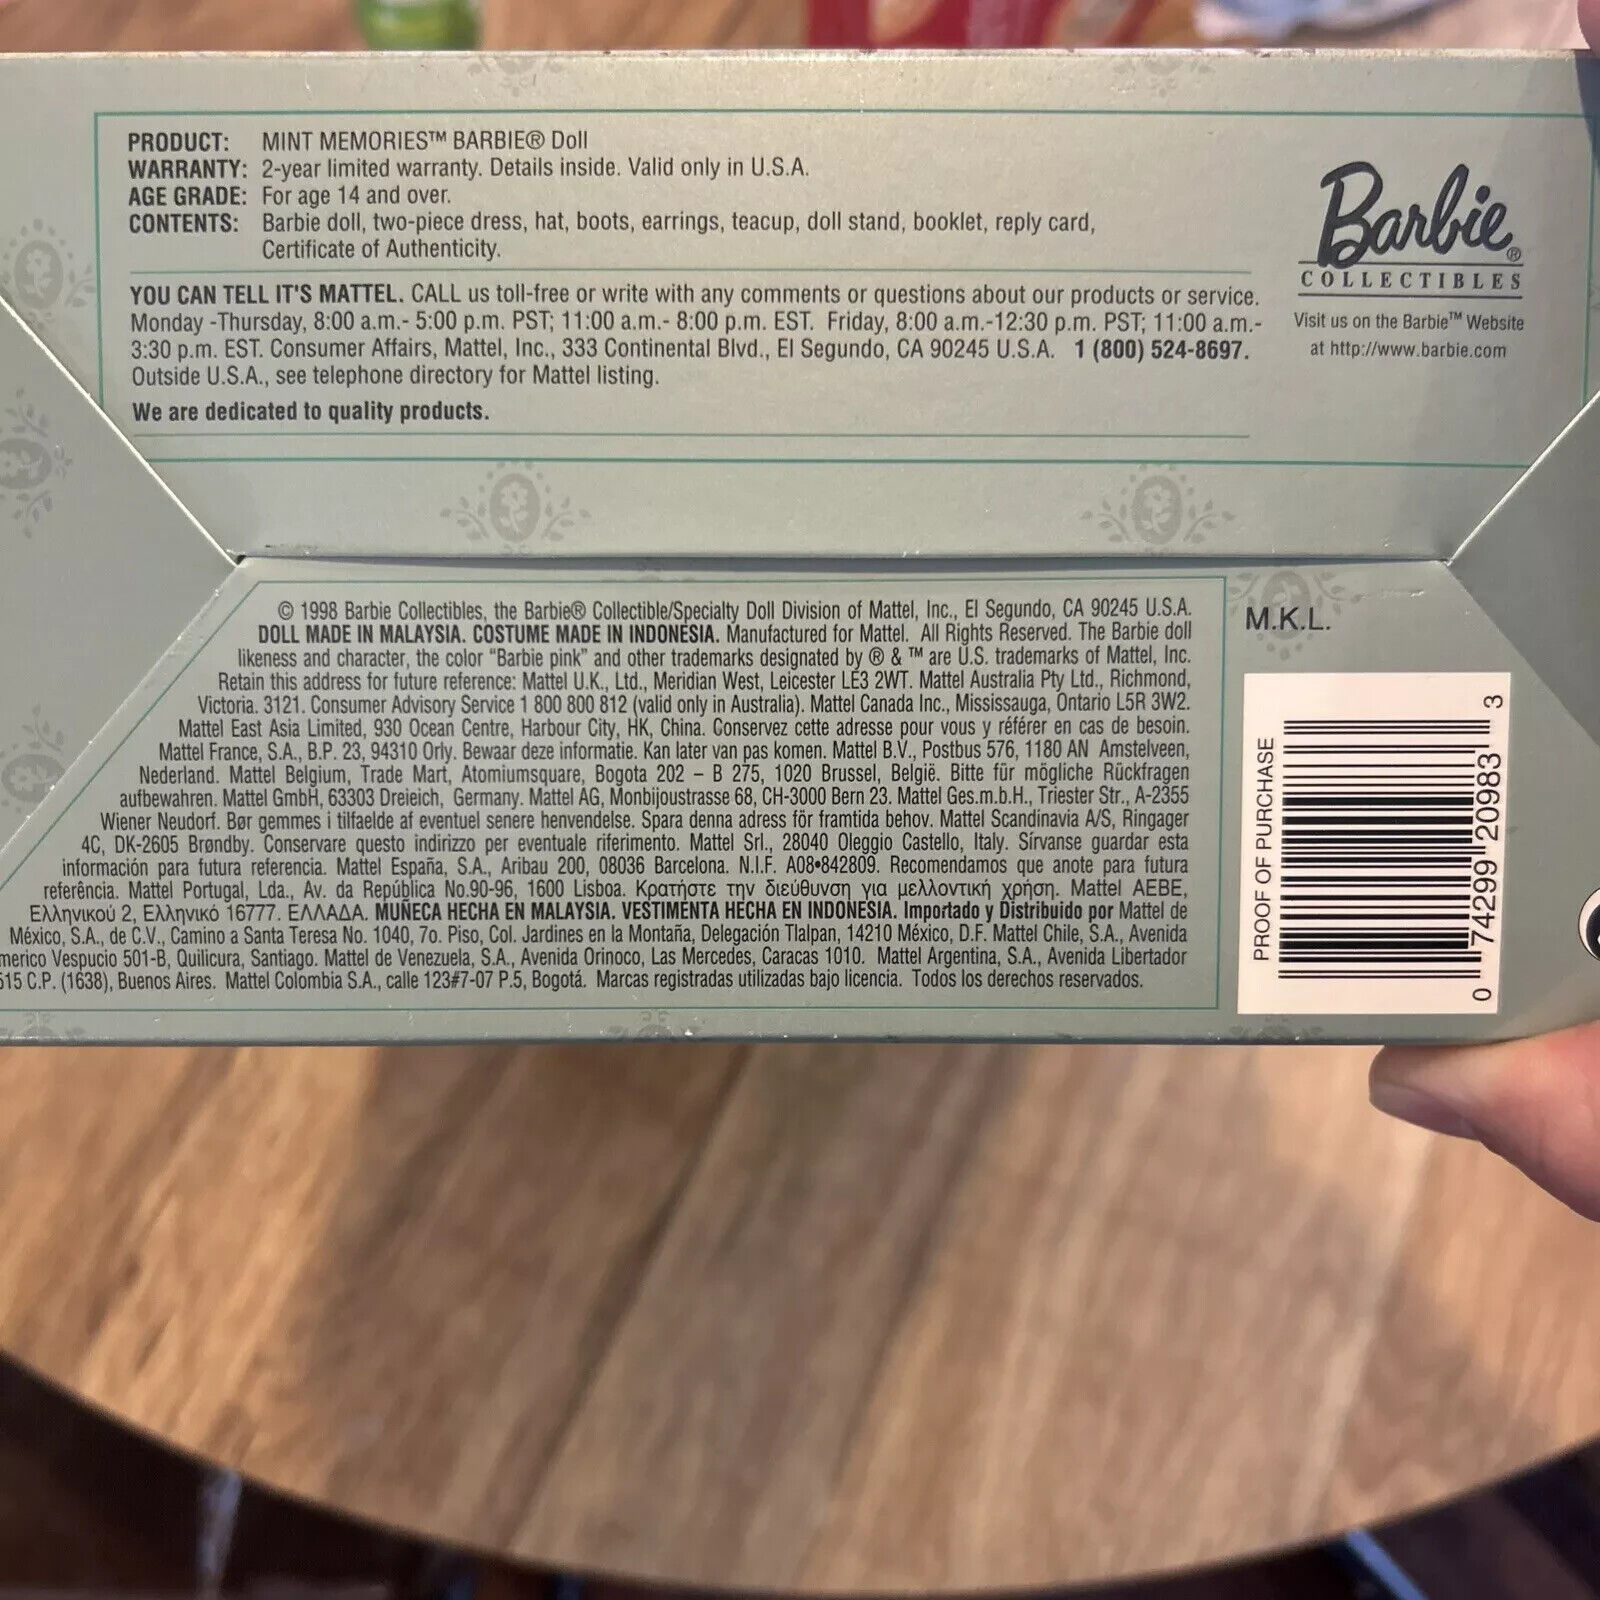 PRODUCT: MINT MEMORIES™ BARBIE® Doll
WARRANTY: 2-year limited warranty. Details inside. Valid only in U.S.A.
AGE GRADE: For age 14 and over.
CONTENTS: Barbie doll, two-piece dress, hat, boots, earrings, teacup, doll stand, booklet, reply card,
Certificate of Authenticity.
YOU CAN TELL IT'S MATTEL. CALL us toll-free or write with any comments or questions about our products or service.
Monday -Thursday, 8:00 a.m.- 5:00 p.m. PST; 11:00 a.m.- 8:00 p.m. EST. Friday, 8:00 a.m.-12:30 p.m. PST; 11:00 a.m.-
3:30 p.m. EST. Consumer Affairs, Mattel, Inc., 333 Continental Blvd., El Segundo, CA 90245 U.S.A. 1 (800) 524-8697.
Outside U.S.A., see telephone directory for Mattel listing.
We are dedicated to quality products.
Barbie®
COLLECTIBLES
Visit us on the Barbie™ Website
at http://www.barbie.com
© 1998 Barbie Collectibles, the Barbie® Collectible/Specialty Doll Division of Mattel, Inc., El Segundo, CA 90245 U.S.A.
DOLL MADE IN MALAYSIA. COSTUME MADE IN INDONESIA. Manufactured for Mattel. All Rights Reserved. The Barbie doll
likeness and character, the color "Barbie pink" and other trademarks designated by ® & ™ are U.S. trademarks of Mattel, Inc.
Retain this address for future reference: Mattel U.K., Ltd., Meridian West, Leicester LE3 2WT. Mattel Australia Pty Ltd., Richmond,
Victoria. 3121. Consumer Advisory Service 1 800 800 812 (valid only in Australia). Mattel Canada Inc., Mississauga, Ontario L5R 3W2.
Mattel East Asia Limited, 930 Ocean Centre, Harbour City, HK, China. Conservez cette adresse pour vous y référer en cas de besoin.
Mattel France, S.A., B.P. 23, 94310 Orly. Bewaar deze informatie. Kan later van pas komen. Mattel B.V., Postbus 576, 1180 AN Amstelveen,
Nederland. Mattel Belgium, Trade Mart, Atomiumsquare, Bogota 202 – B 275, 1020 Brussel, België. Bitte für mögliche Rückfragen
aufbewahren. Mattel GmbH, 63303 Dreieich, Germany. Mattel AG, Monbijoustrasse 68, CH-3000 Bern 23. Mattel Ges.m.b.H., Triester Str., A-2355
Wiener Neudorf. Bør gemmes i tilfaelde af eventuel senere henvendelse. Spara denna adress för framtida behov. Mattel Scandinavia A/S, Ringager
4C, DK-2605 Brøndby. Conservare questo indirizzo per eventuale riferimento. Mattel Srl., 28040 Oleggio Castello, Italy. Sírvanse guardar esta
información para futura referencia. Mattel España, S.A., Aribau 200, 08036 Barcelona. N.I.F. A08•842809. Recomendamos que anote para futura
referência. Mattel Portugal, Lda., Av. da República No.90-96, 1600 Lisboa. Κρατήστε την διεύθυνση για μελλοντική χρήση. Mattel AEBE,
Ελληνικού 2, Ελληνικό 16777. ΕΛΛΑΔΑ. MUÑECA HECHA EN MALAYSIA. VESTIMENTA HECHA EN INDONESIA. Importado y Distribuido por Mattel de
México, S.A., de C.V., Camino a Santa Teresa No. 1040, 7o. Piso, Col. Jardines en la Montaña, Delegación Tlalpan, 14210 México, D.F. Mattel Chile, S.A., Avenida
merico Vespucio 501-B, Quilicura, Santiago. Mattel de Venezuela, S.A., Avenida Orinoco, Las Mercedes, Caracas 1010. Mattel Argentina, S.A., Avenida Libertador
515 C.P. (1638), Buenos Aires. Mattel Colombia S.A., calle 123#7-07 P.5, Bogotá. Marcas registradas utilizadas bajo licencia. Todos los derechos reservados.
M.K.L.
PROOF OF PURCHASE
0 74299 20983 3